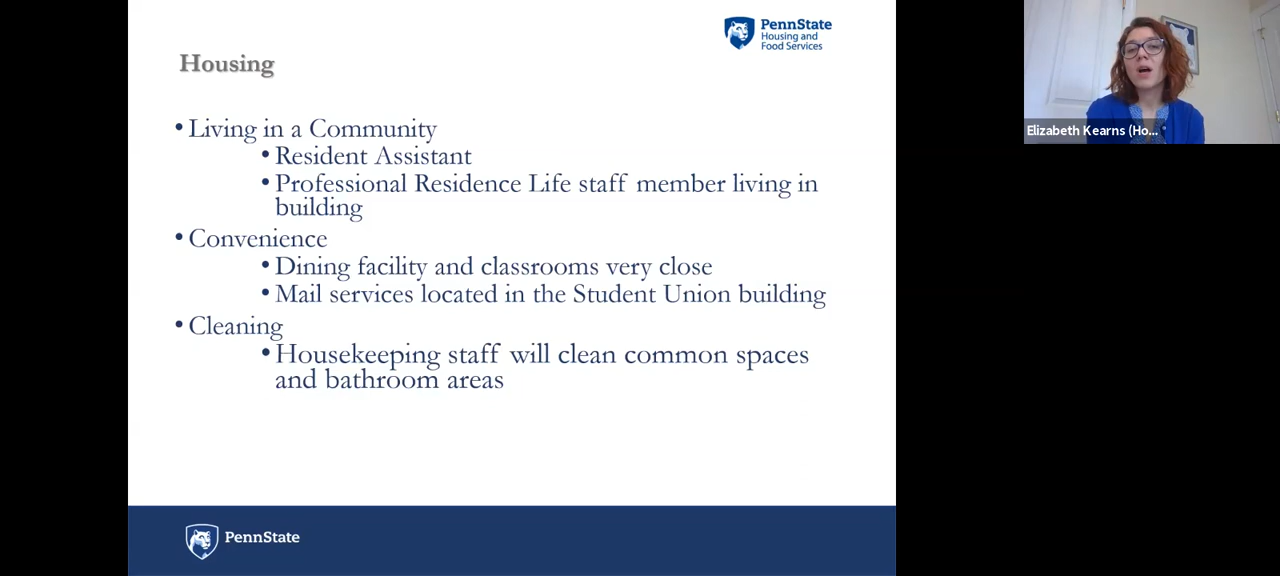 PennState
Housing and
Food Services
Housing
• Living in a Community
• Resident Assistant
• Professional Residence Life staff member living in
building
• Convenience
• Dining facility and classrooms very close
• Mail services located in the Student Union building
• Cleaning
• Housekeeping staff will clean common spaces
and bathroom areas
PennState
Elizabeth Kearns (Ho...